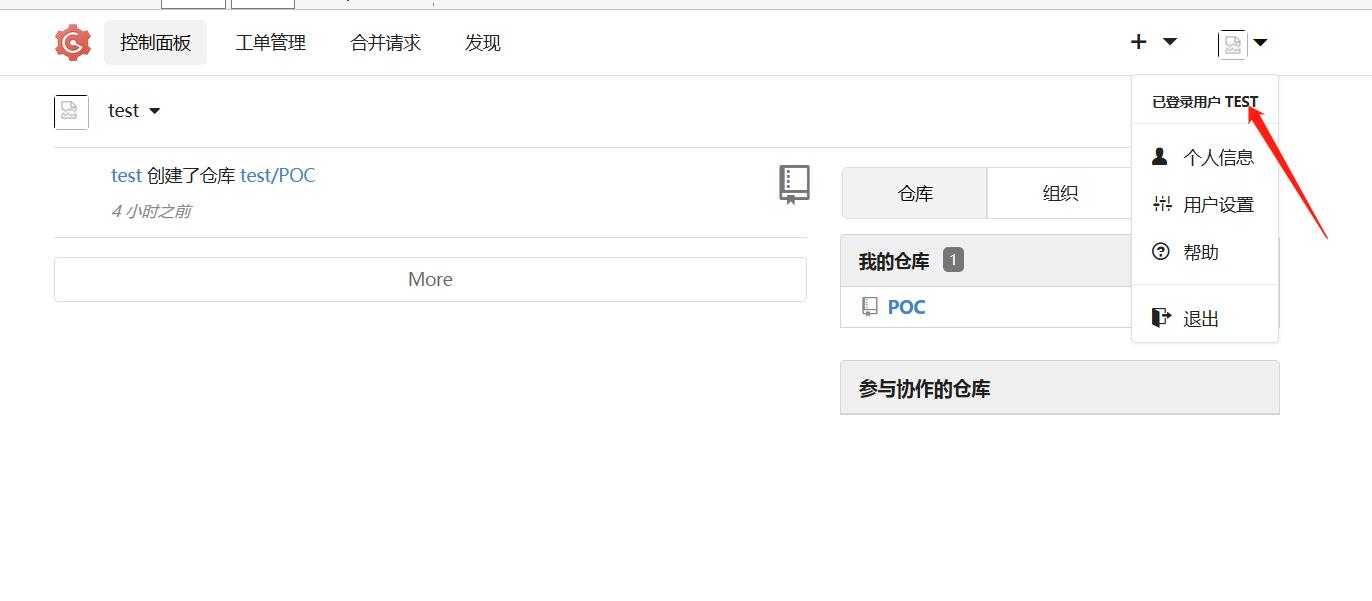 控制面板 工单管理 合并请求 发现
test
已登录用户 TEST
个人信息
用户设置
帮助
退出
test 创建了仓库 test/POC
4 小时之前
More
仓库 组织
我的仓库 1
POC
参与协作的仓库